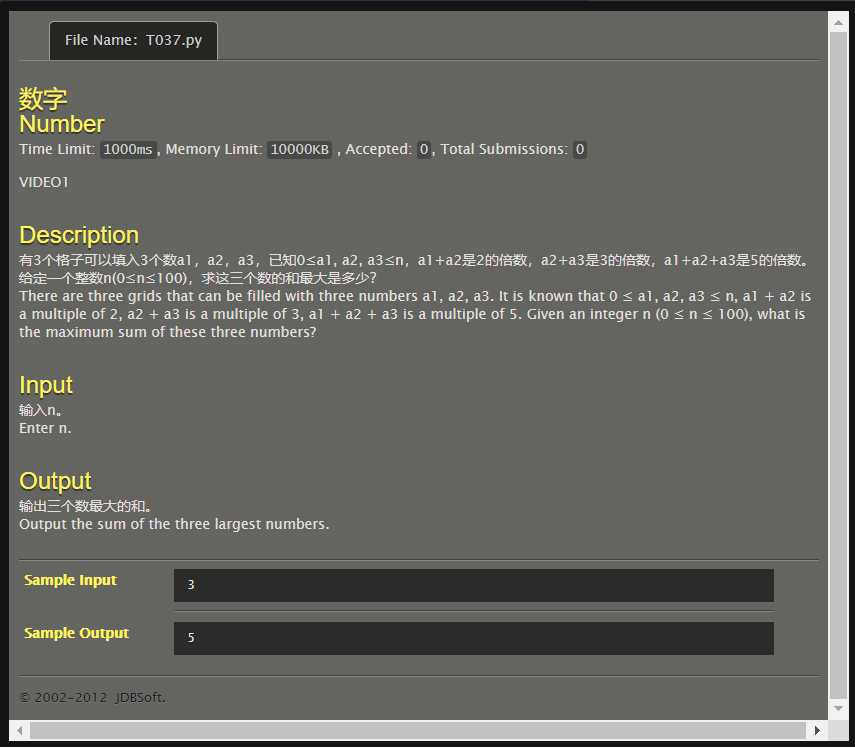 File Name: T037.py
数字
Number
Time Limit: 1000ms, Memory Limit: 10000KB , Accepted: 0, Total Submissions: 0
VIDEO1
Description
有3个格子可以填入3个数a1，a2，a3，已知0≤a1, a2, a3≤n，a1+a2是2的倍数，a2+a3是3的倍数，a1+a2+a3是5的倍数。
给定一个整数n(0≤n≤100)，求这三个数的和最大是多少？
There are three grids that can be filled with three numbers a1, a2, a3. It is known that 0 ≤ a1, a2, a3 ≤ n, a1 + a2 is
a multiple of 2, a2 + a3 is a multiple of 3, a1 + a2 + a3 is a multiple of 5. Given an integer n (0 ≤ n ≤ 100), what is
the maximum sum of these three numbers?
Input
输入n。
Enter n.
Output
输出三个数最大的和。
Output the sum of the three largest numbers.
Sample Input 3
Sample Output 5
© 2002-2012 JDBSoft.